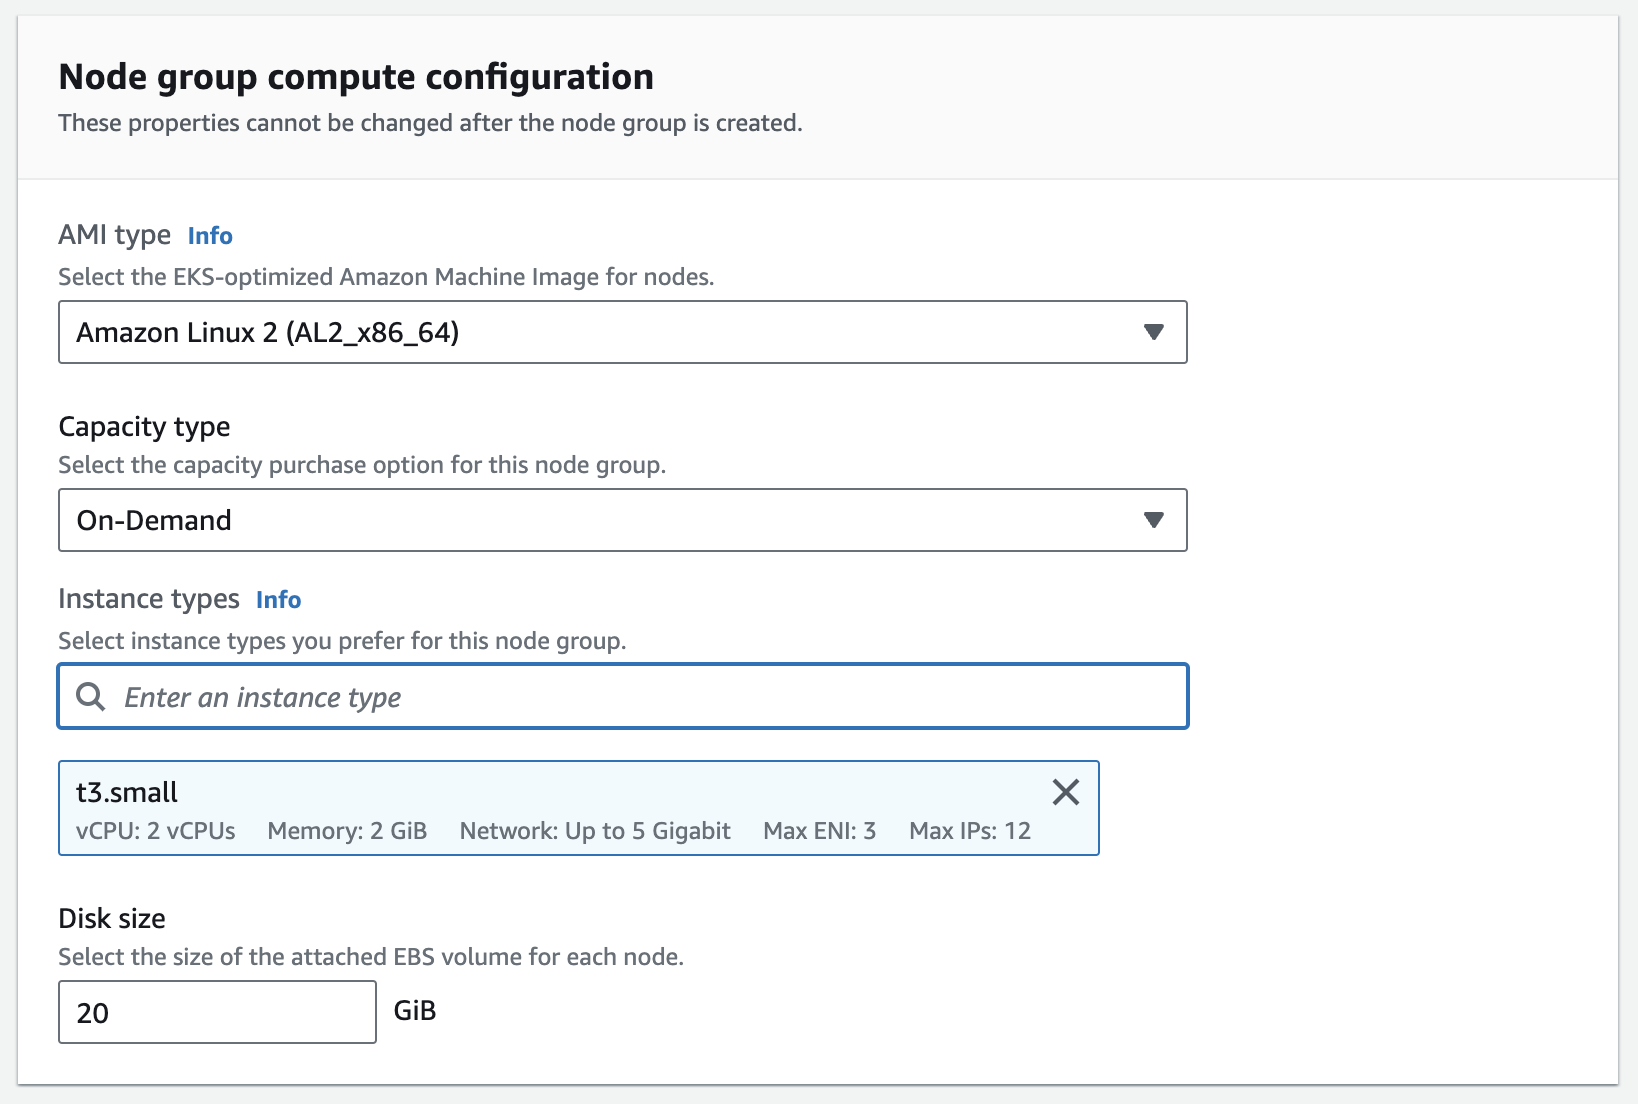 Node group compute configuration
These properties cannot be changed after the node group is created.
AMI type Info
Select the EKS-optimized Amazon Machine Image for nodes.
Amazon Linux 2 (AL2_x86_64)
Capacity type
Select the capacity purchase option for this node group.
On-Demand
Instance types Info
Select instance types you prefer for this node group.
Enter an instance type
t3.small
vCPU: 2 vCPUs Memory: 2 GiB Network: Up to 5 Gigabit Max ENI: 3 Max IPs: 12
Disk size
Select the size of the attached EBS volume for each node.
20 GiB